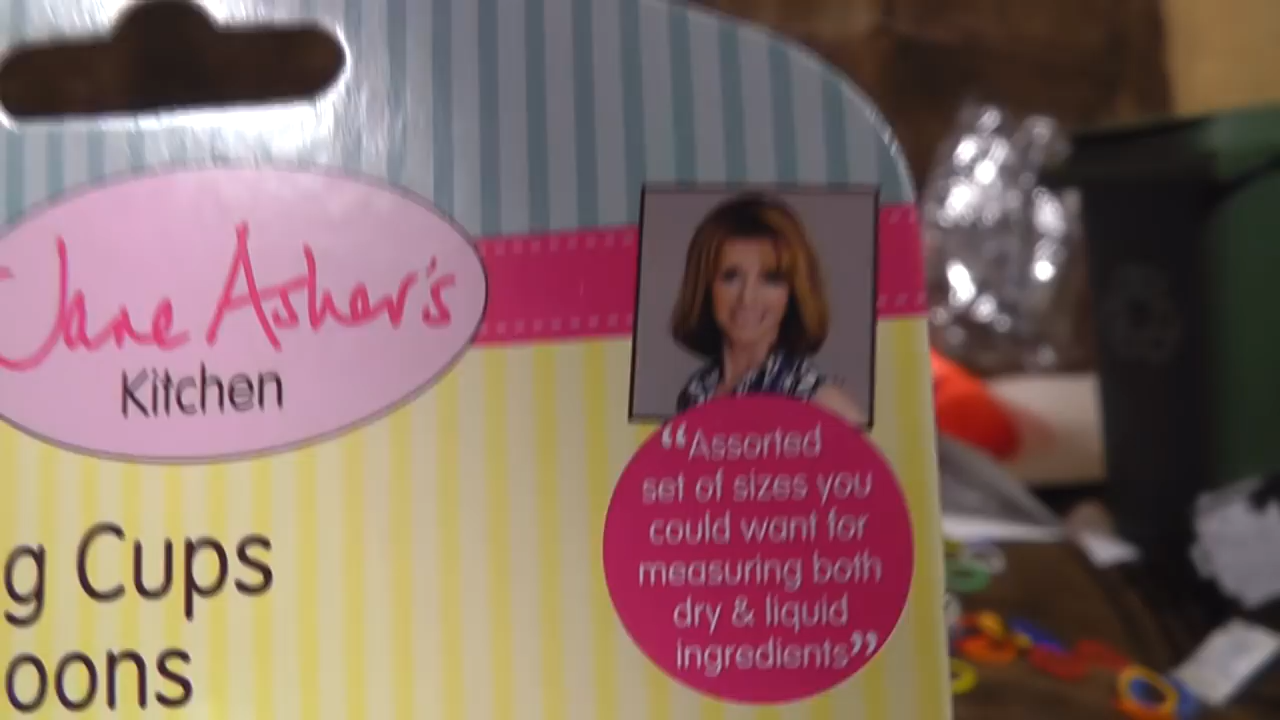 Jane Asher's
Kitchen
g Cups
oons
“Assorted
set of sizes you
could want for
measuring both
dry & liquid
ingredients”